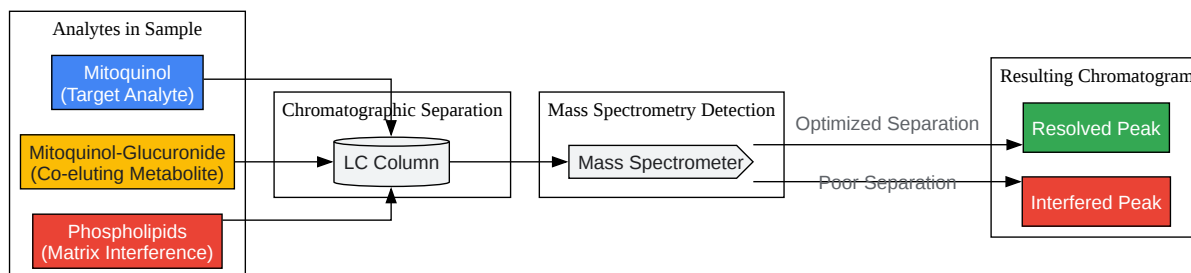 Analytes in Sample
Mitoquinol
(Target Analyte)
Mitoquinol-Glucuronide
(Co-eluting Metabolite)
Phospholipids
(Matrix Interference)
Chromatographic Separation
LC Column
Mass Spectrometry Detection
Mass Spectrometer
Optimized Separation
Poor Separation
Resulting Chromatogram
Resolved Peak
Interfered Peak